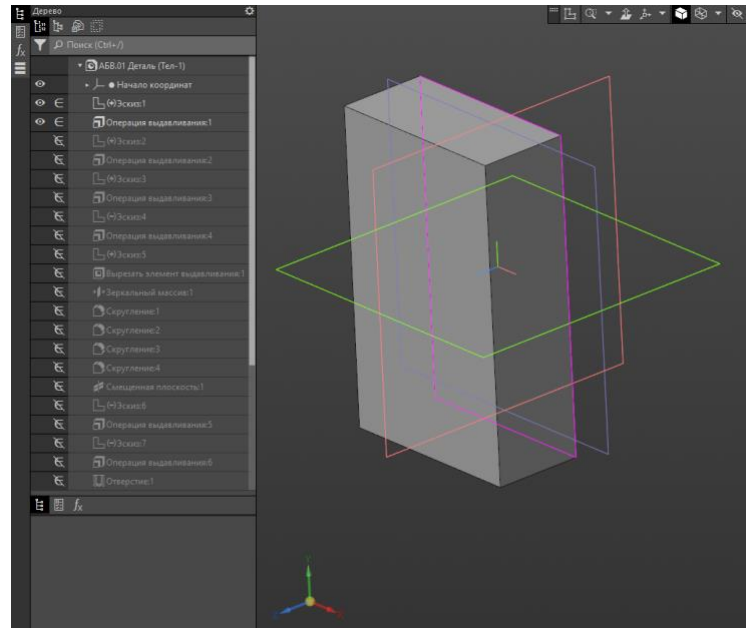 Дерево
Поиск (Ctrl+/)
АБВ.01 Деталь (Тел-1)
Начало координат
(+)Эскиз:1
Операция выдавливания:1
(+)Эскиз:2
Операция выдавливания:2
(+)Эскиз:3
Операция выдавливания:3
(+)Эскиз:4
Операция выдавливания:4
(+)Эскиз:5
Вырезать элемент выдавливания:1
Зеркальный массив:1
Скругление:1
Скругление:2
Скругление:3
Скругление:4
Смещенная плоскость:1
(+)Эскиз:6
Операция выдавливания:5
(+)Эскиз:7
Операция выдавливания:6
Отверстие:1
fx
fx
Y